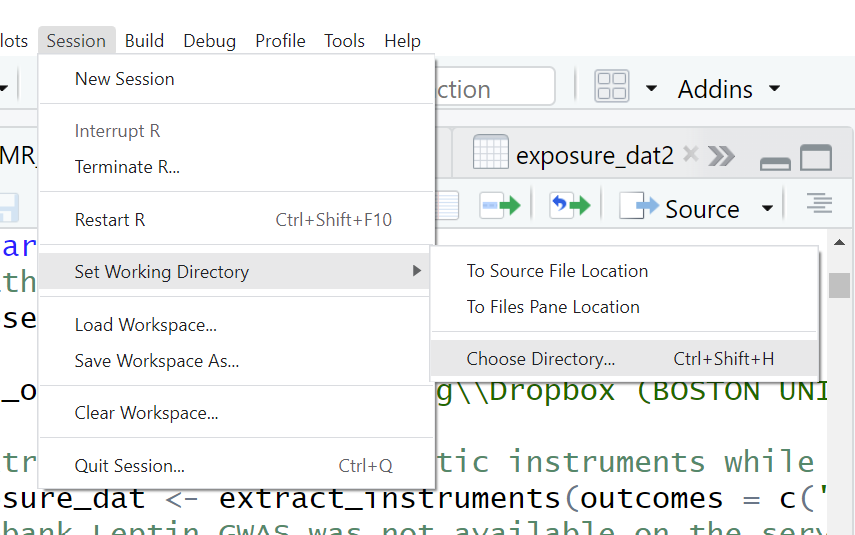 lots Session Build Debug Profile Tools Help
New Session
ction Addins
Interrupt R
MR_ exposure_dat2
Terminate R...
Restart R Ctrl+Shift+F10
Source
ar
Set Working Directory
To Source File Location
th
To Files Pane Location
se
Load Workspace...
Save Workspace As...
Choose Directory... Ctrl+Shift+H
_o g\\Dropbox (BOSTON UNI
Clear Workspace...
tr tic instruments while
Quit Session... Ctrl+Q
sure_dat <- extract_instruments(outcomes = c('
bank Leptin GWAS was not available on the serv